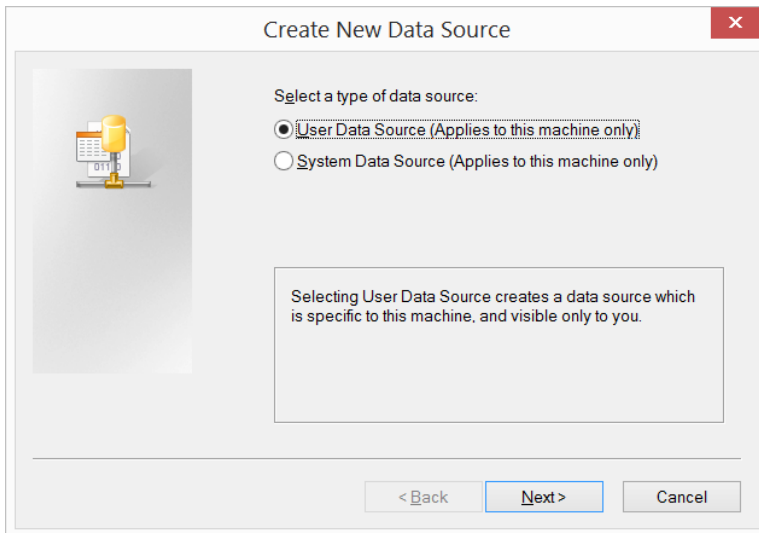 Create New Data Source
Select a type of data source:
User Data Source (Applies to this machine only)
System Data Source (Applies to this machine only)
Selecting User Data Source creates a data source which
is specific to this machine, and visible only to you.
< Back
Next >
Cancel